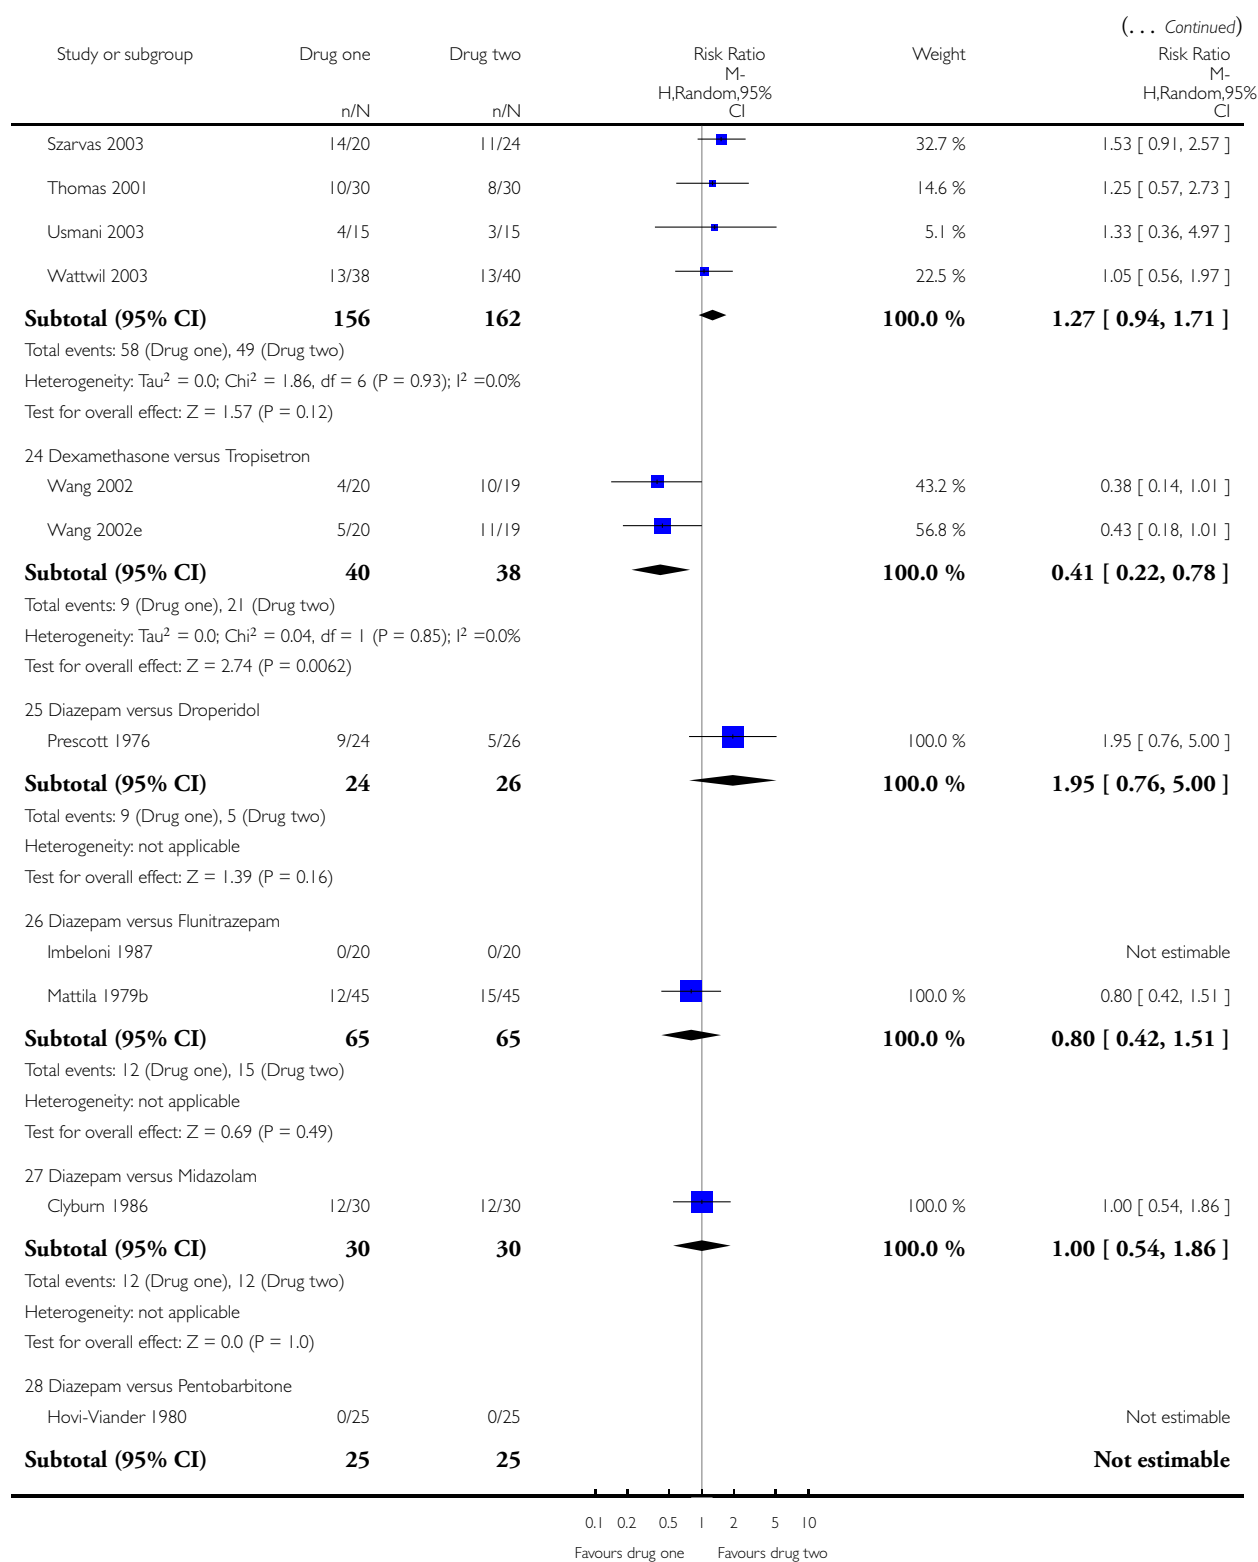 (... Continued)
Study or subgroup Drug one Drug two Risk Ratio Weight Risk Ratio
M- M-
H,Random,95% H,Random,95%
n/N n/N CI CI
Szarvas 2003 14/20 11/24 32.7 % 1.53 [ 0.91, 2.57 ]
Thomas 2001 10/30 8/30 14.6 % 1.25 [ 0.57, 2.73 ]
Usmani 2003 4/15 3/15 5.1 % 1.33 [ 0.36, 4.97 ]
Wattwil 2003 13/38 13/40 22.5 % 1.05 [ 0.56, 1.97 ]
Subtotal (95% CI) 156 162 100.0 % 1.27 [ 0.94, 1.71 ]
Total events: 58 (Drug one), 49 (Drug two)
Heterogeneity: Tau² = 0.0; Chi² = 1.86, df = 6 (P = 0.93); I² =0.0%
Test for overall effect: Z = 1.57 (P = 0.12)
24 Dexamethasone versus Tropisetron
Wang 2002 4/20 10/19 43.2 % 0.38 [ 0.14, 1.01 ]
Wang 2002e 5/20 11/19 56.8 % 0.43 [ 0.18, 1.01 ]
Subtotal (95% CI) 40 38 100.0 % 0.41 [ 0.22, 0.78 ]
Total events: 9 (Drug one), 21 (Drug two)
Heterogeneity: Tau² = 0.0; Chi² = 0.04, df = 1 (P = 0.85); I² =0.0%
Test for overall effect: Z = 2.74 (P = 0.0062)
25 Diazepam versus Droperidol
Prescott 1976 9/24 5/26 100.0 % 1.95 [ 0.76, 5.00 ]
Subtotal (95% CI) 24 26 100.0 % 1.95 [ 0.76, 5.00 ]
Total events: 9 (Drug one), 5 (Drug two)
Heterogeneity: not applicable
Test for overall effect: Z = 1.39 (P = 0.16)
26 Diazepam versus Flunitrazepam
Imbeloni 1987 0/20 0/20 Not estimable
Mattila 1979b 12/45 15/45 100.0 % 0.80 [ 0.42, 1.51 ]
Subtotal (95% CI) 65 65 100.0 % 0.80 [ 0.42, 1.51 ]
Total events: 12 (Drug one), 15 (Drug two)
Heterogeneity: not applicable
Test for overall effect: Z = 0.69 (P = 0.49)
27 Diazepam versus Midazolam
Clyburn 1986 12/30 12/30 100.0 % 1.00 [ 0.54, 1.86 ]
Subtotal (95% CI) 30 30 100.0 % 1.00 [ 0.54, 1.86 ]
Total events: 12 (Drug one), 12 (Drug two)
Heterogeneity: not applicable
Test for overall effect: Z = 0.0 (P = 1.0)
28 Diazepam versus Pentobarbitone
Hovi-Viander 1980 0/25 0/25 Not estimable
Subtotal (95% CI) 25 25 Not estimable
0.1 0.2 0.5 1 2 5 10
Favours drug one Favours drug two